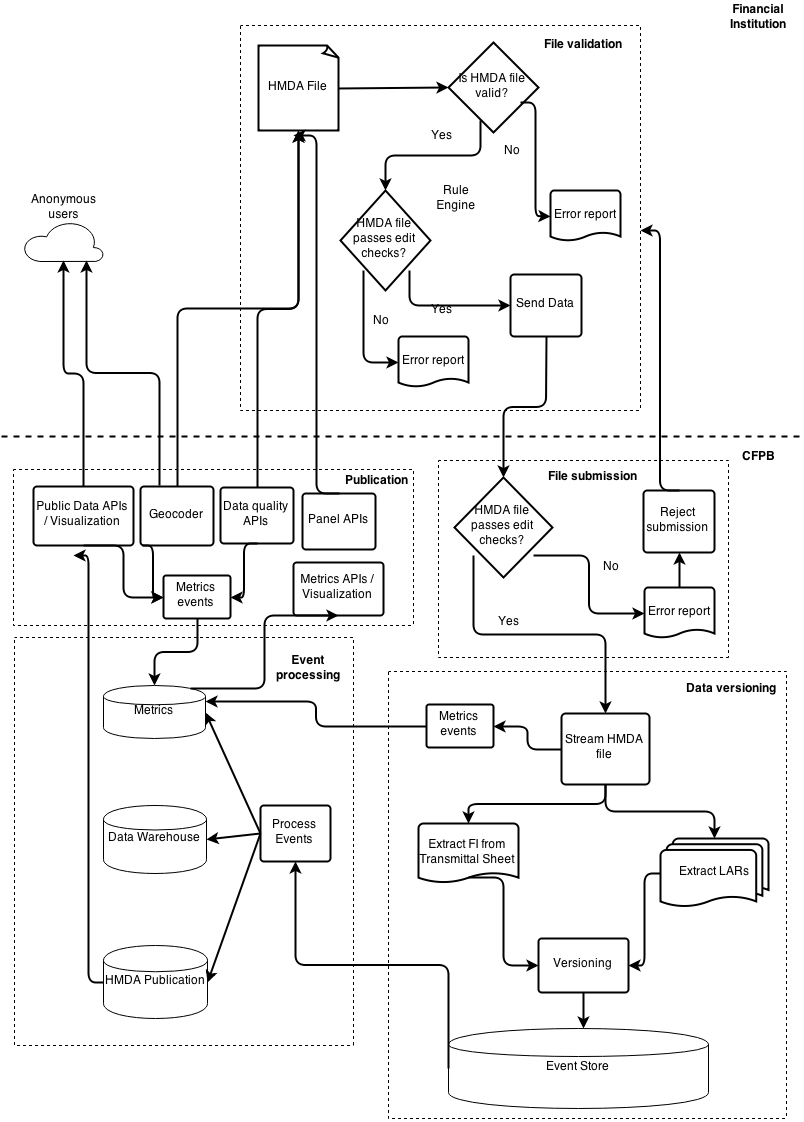 Financial
Institution
File validation
HMDA File
Is HMDA file
valid?
Yes
No
Rule
Engine
Anonymous
users
HMDA file
passes edit
checks?
Error report
Yes
Send Data
No
Error report
CFPB
Publication
File submission
Public Data APIs
/ Visualization
Geocoder
Data quality
APIs
Panel APIs
HMDA file
passes edit
checks?
Reject
submission
No
Metrics
events
Metrics APIs /
Visualization
Error report
Yes
Event
processing
Data versioning
Metrics
Metrics
events
Stream HMDA
file
Data Warehouse
Process
Events
Extract FI from
Transmittal Sheet
Extract LARs
HMDA Publication
Versioning
Event Store